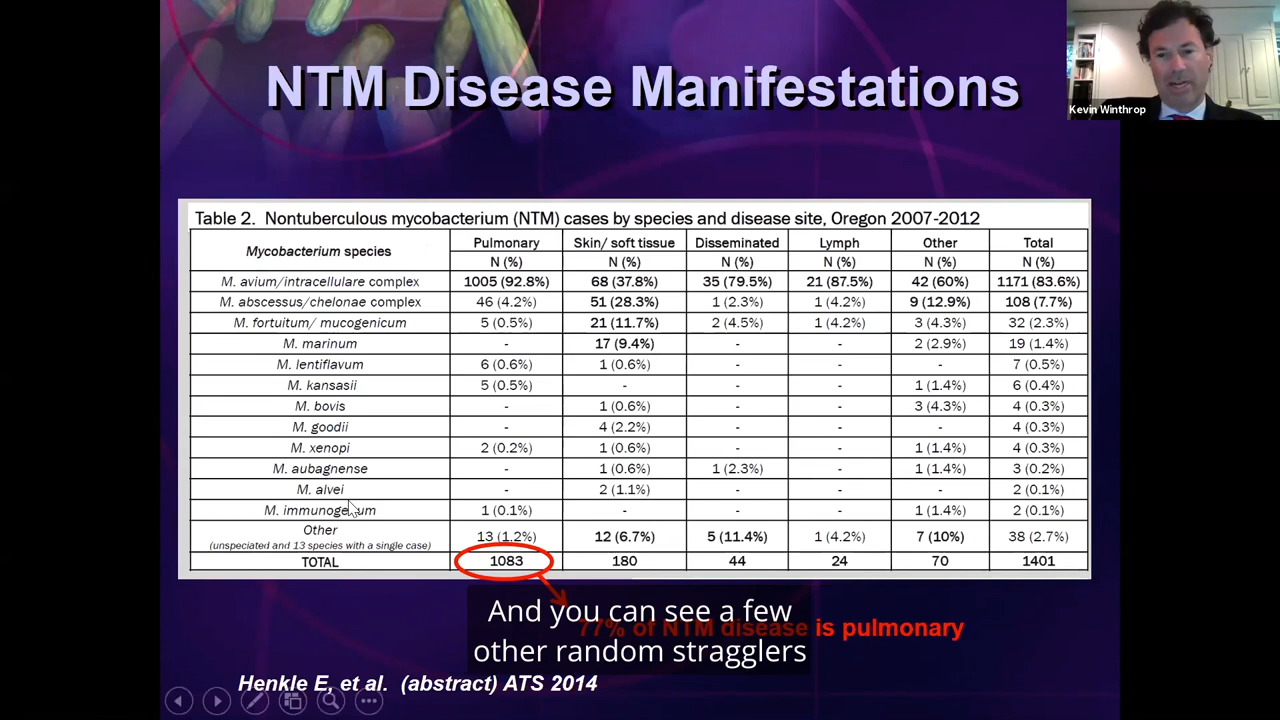 NTM Disease Manifestations
Kevin Winthrop
Table 2. Nontuberculous mycobacterium (NTM) cases by species and disease site, Oregon 2007-2012
Mycobacterium species Pulmonary Skin/ soft tissue Disseminated Lymph Other Total
N (%) N (%) N (%) N (%) N (%) N (%)
M. avium/intracellulare complex 1005 (92.8%) 68 (37.8%) 35 (79.5%) 21 (87.5%) 42 (60%) 1171 (83.6%)
M. abscessus/chelonae complex 46 (4.2%) 51 (28.3%) 1 (2.3%) 1 (4.2%) 9 (12.9%) 108 (7.7%)
M. fortuitum/ mucogenicum 5 (0.5%) 21 (11.7%) 2 (4.5%) 1 (4.2%) 3 (4.3%) 32 (2.3%)
M. marinum - 17 (9.4%) - - 2 (2.9%) 19 (1.4%)
M. lentiflavum 6 (0.6%) 1 (0.6%) - - - 7 (0.5%)
M. kansasii 5 (0.5%) - - - 1 (1.4%) 6 (0.4%)
M. bovis - 1 (0.6%) - - 3 (4.3%) 4 (0.3%)
M. goodii - 4 (2.2%) - - - 4 (0.3%)
M. xenopi 2 (0.2%) 1 (0.6%) - - 1 (1.4%) 4 (0.3%)
M. aubagnense - 1 (0.6%) 1 (2.3%) - 1 (1.4%) 3 (0.2%)
M. alvei - 2 (1.1%) - - - 2 (0.1%)
M. immunogenum 1 (0.1%) - - - 1 (1.4%) 2 (0.1%)
Other 13 (1.2%) 12 (6.7%) 5 (11.4%) 1 (4.2%) 7 (10%) 38 (2.7%)
(unspeciated and 13 species with a single case)
TOTAL 1083 180 44 24 70 1401
77% of NTM disease is pulmonary
And you can see a few
other random stragglers
Henkle E, et al. (abstract) ATS 2014